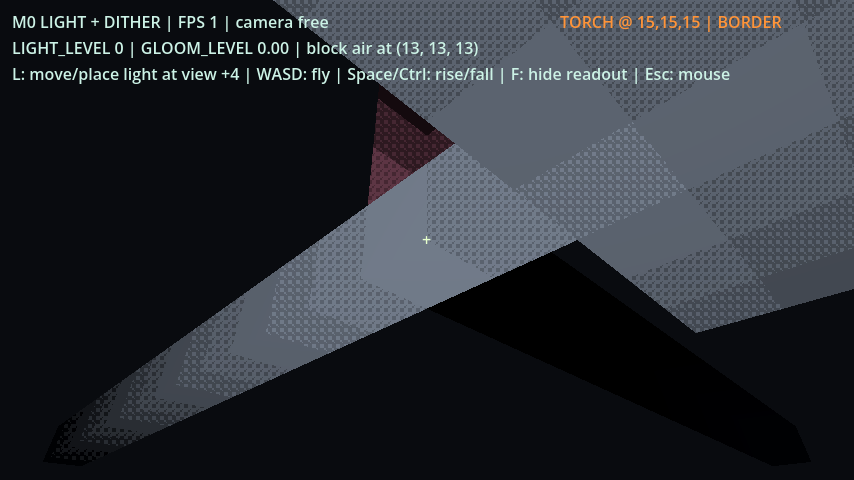 M0 LIGHT + DITHER | FPS 1 | camera free
TORCH @ 15,15,15 | BORDER
LIGHT_LEVEL 0 | GLOOM_LEVEL 0.00 | block air at (13, 13, 13)
L: move/place light at view +4 | WASD: fly | Space/Ctrl: rise/fall | F: hide readout | Esc: mouse